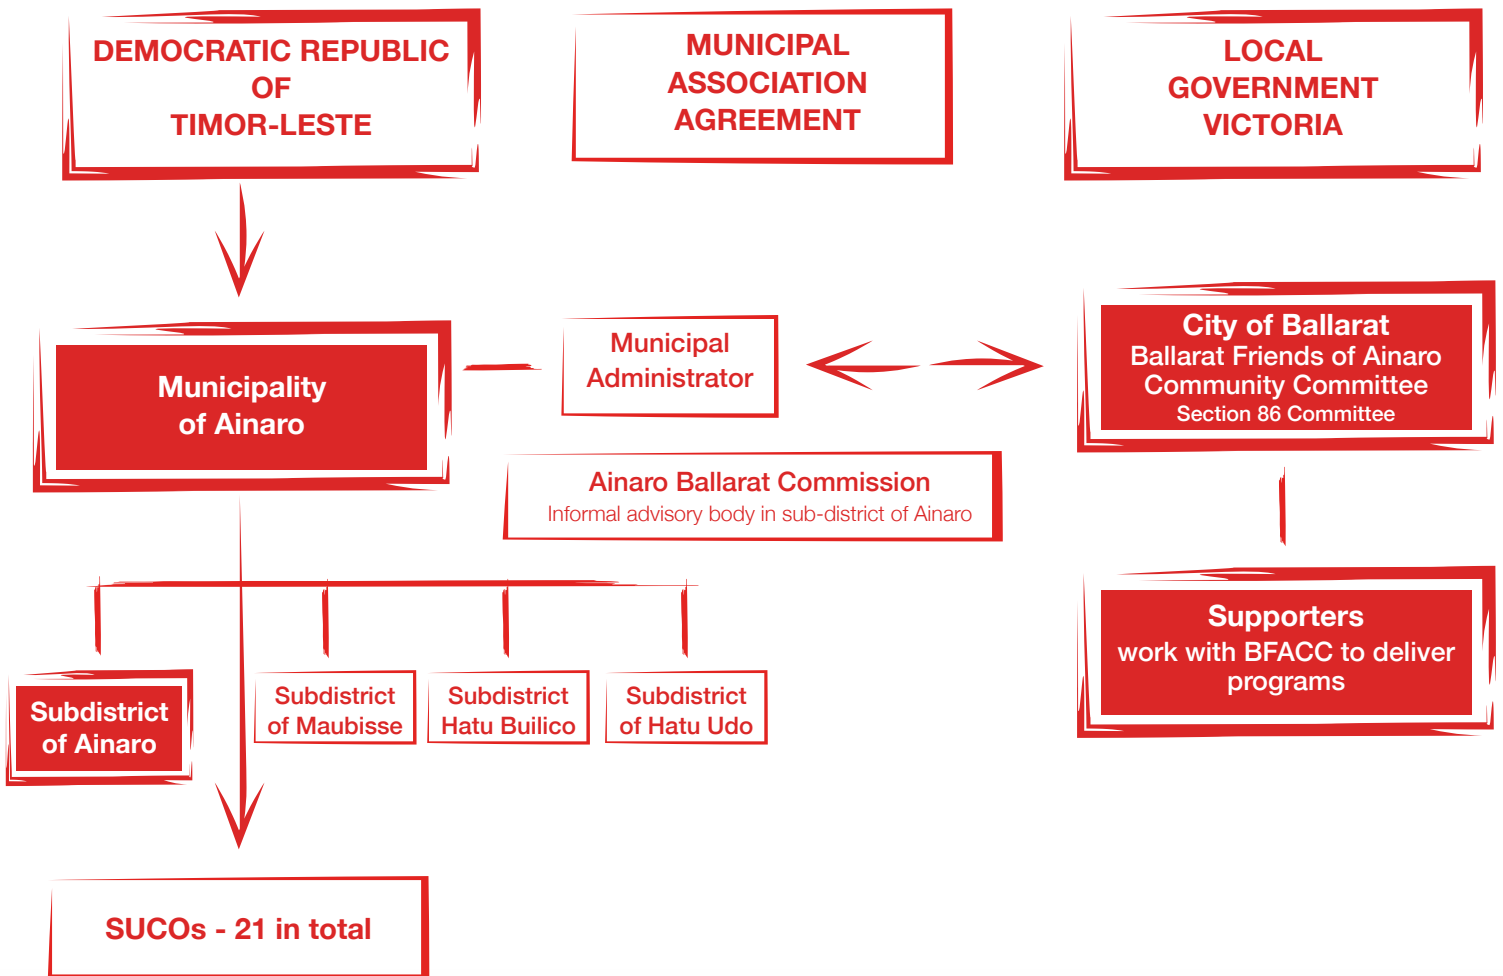 DEMOCRATIC REPUBLIC
OF
TIMOR-LESTE
MUNICIPAL
ASSOCIATION
AGREEMENT
LOCAL
GOVERNMENT
VICTORIA
Municipality
of Ainaro
Municipal
Administrator
City of Ballarat
Ballarat Friends of Ainaro
Community Committee
Section 86 Committee
Ainaro Ballarat Commission
Informal advisory body in sub-district of Ainaro
Supporters
work with BFACC to deliver
programs
Subdistrict
of Ainaro
Subdistrict
of Maubisse
Subdistrict
Hatu Builico
Subdistrict
of Hatu Udo
SUCOs - 21 in total